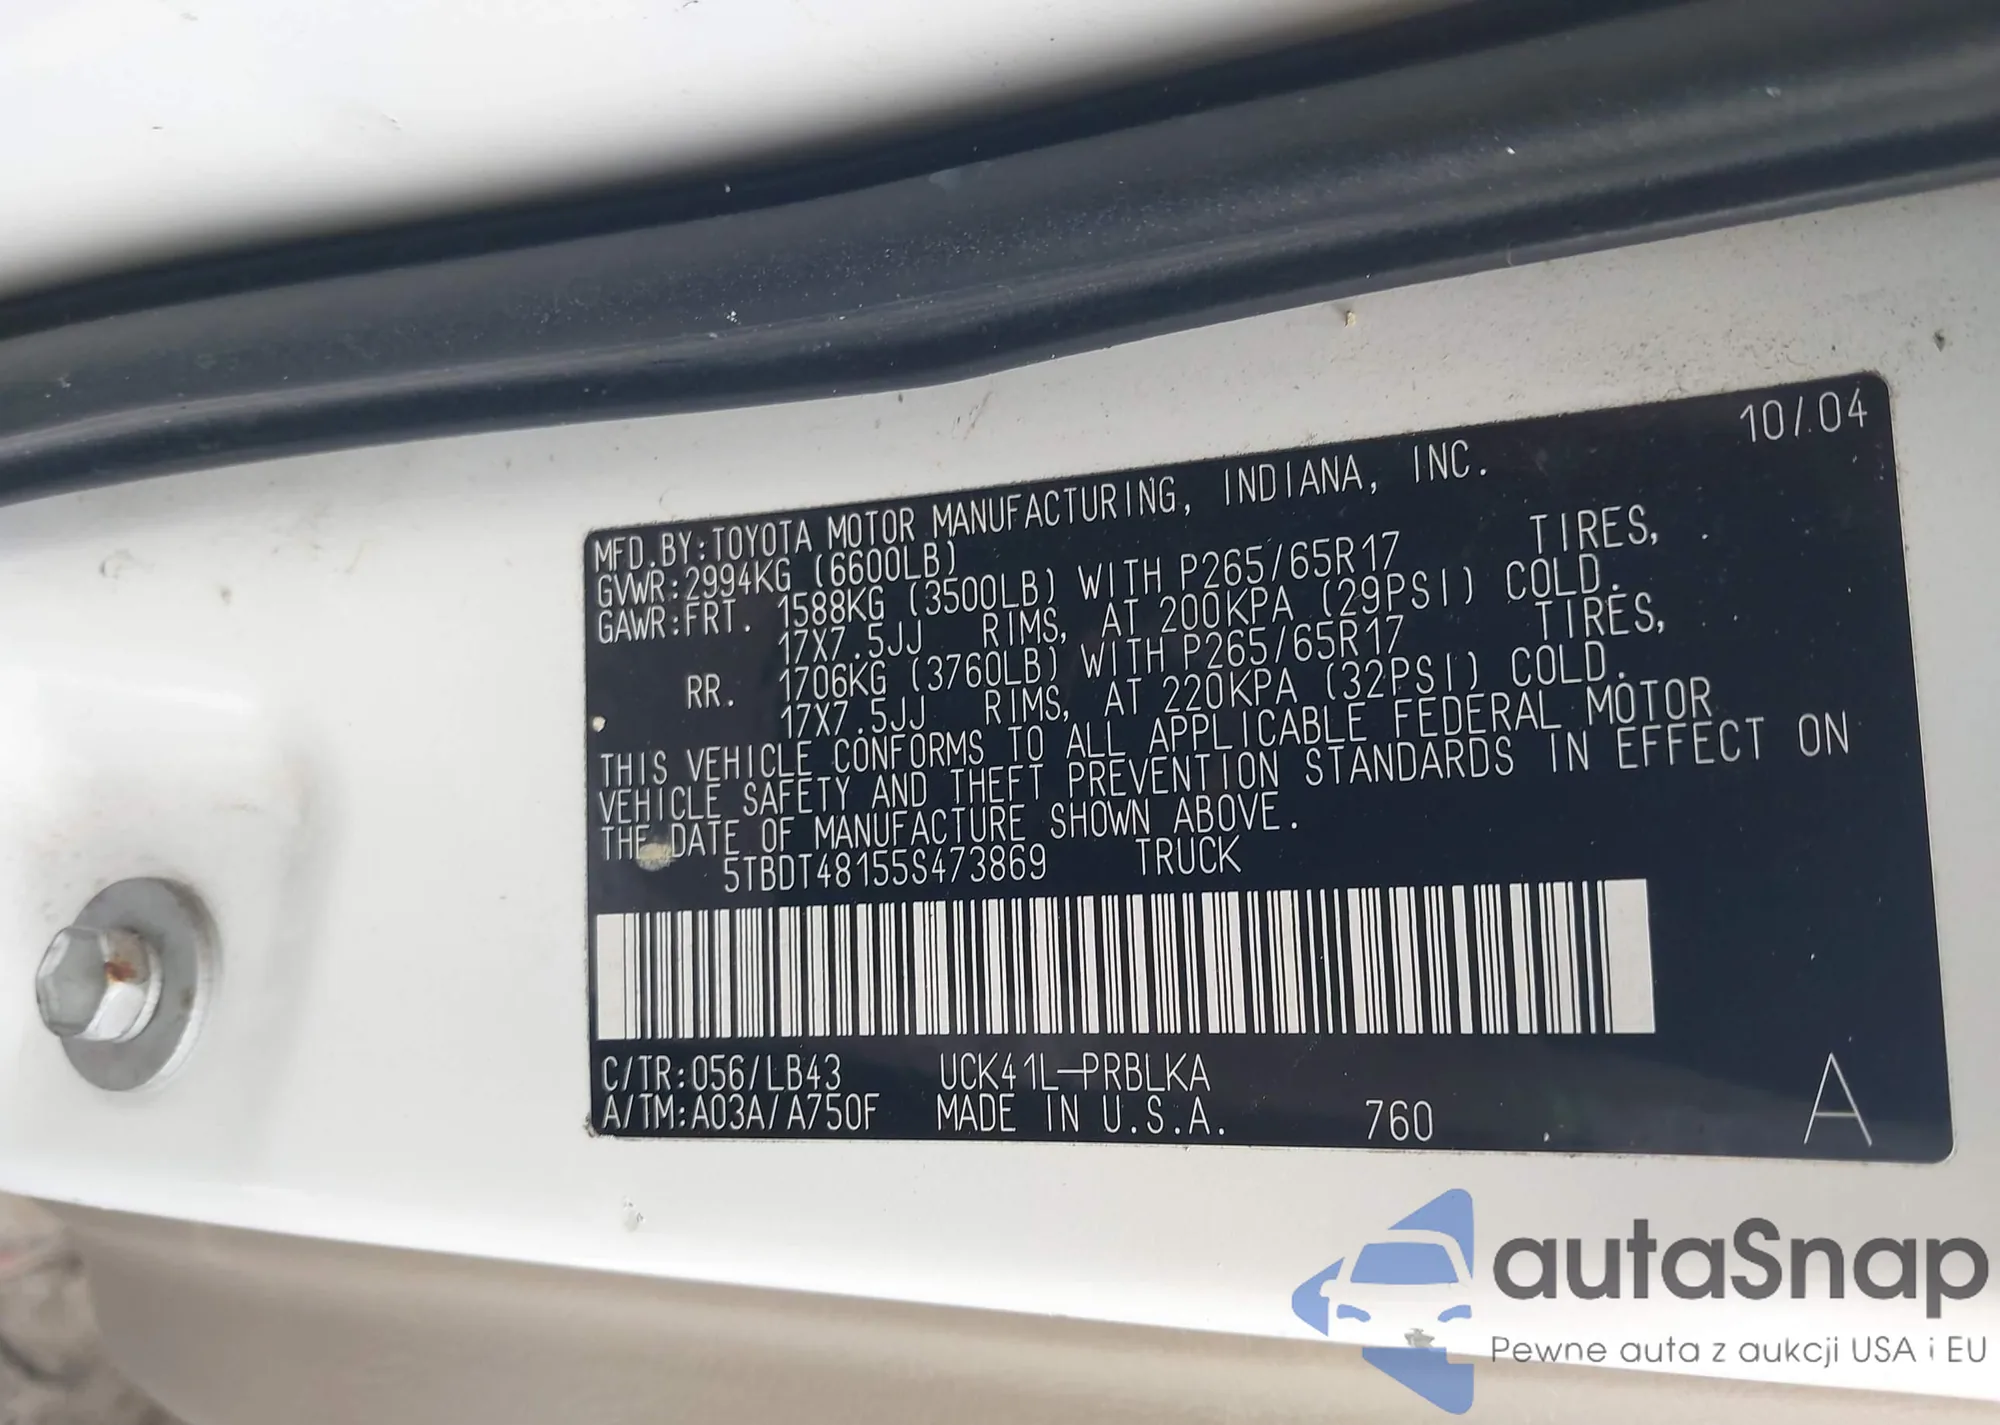 10/04
MFD.BY:TOYOTA MOTOR MANUFACTURING, INDIANA, INC.
GVWR:2994KG (6600LB)
GAWR:FRT. 1588KG (3500LB) WITH P265/65R17 TIRES,
17X7.5JJ RIMS, AT 200KPA (29PSI) COLD.
RR. 1706KG (3760LB) WITH P265/65R17 TIRES,
17X7.5JJ RIMS, AT 220KPA (32PSI) COLD.
THIS VEHICLE CONFORMS TO ALL APPLICABLE FEDERAL MOTOR
VEHICLE SAFETY AND THEFT PREVENTION STANDARDS IN EFFECT ON
THE DATE OF MANUFACTURE SHOWN ABOVE.
5TBDT48155S473869 TRUCK
C/TR:056/LB43 UCK41L-PRBLKA
A/TM:A03A/A750F MADE IN U.S.A. 760 A
autaSnap
Pewne auta z aukcji USA i EU